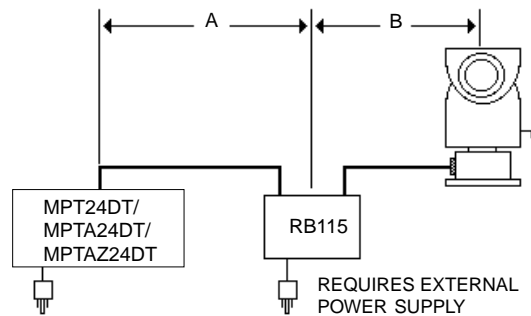 A
B
MPT24DT/
MPTA24DT/
MPTAZ24DT
RB115
REQUIRES EXTERNAL
POWER SUPPLY